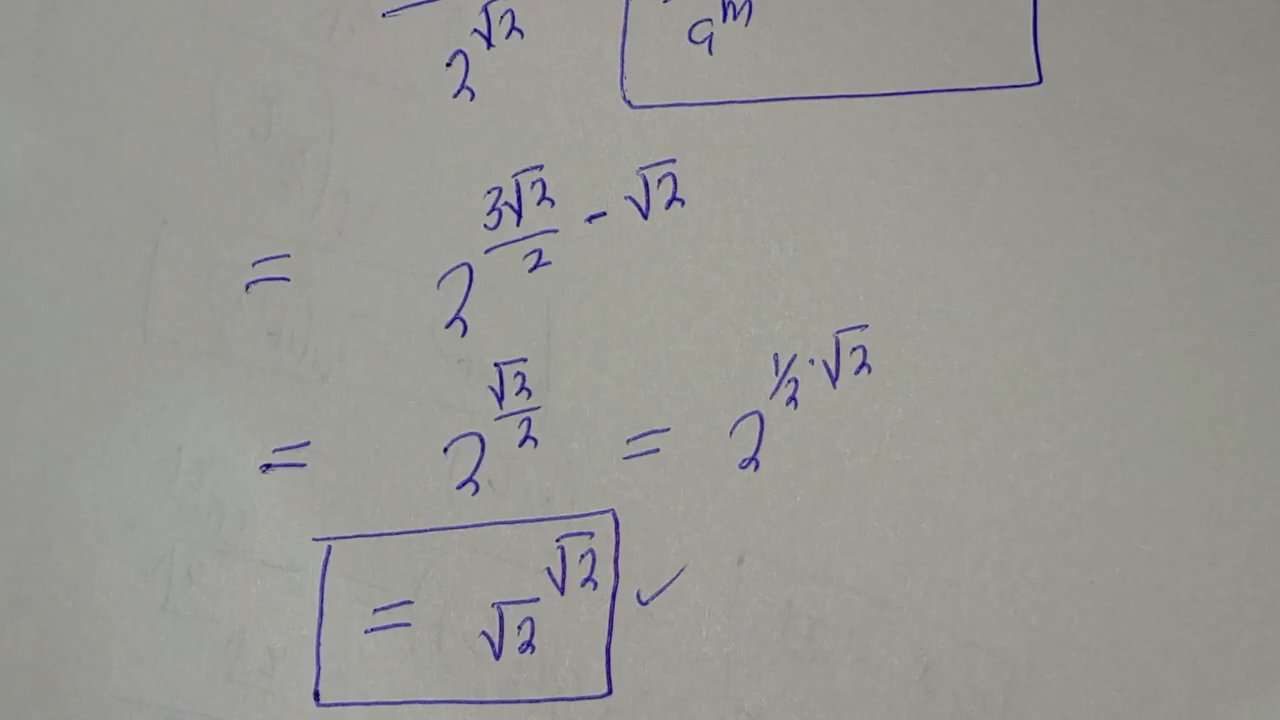 2^√2 a^m
= 2^(3√2/2 - √2)
= 2^(√2/2) = 2^(1/2·√2)
= √2^√2 ✓